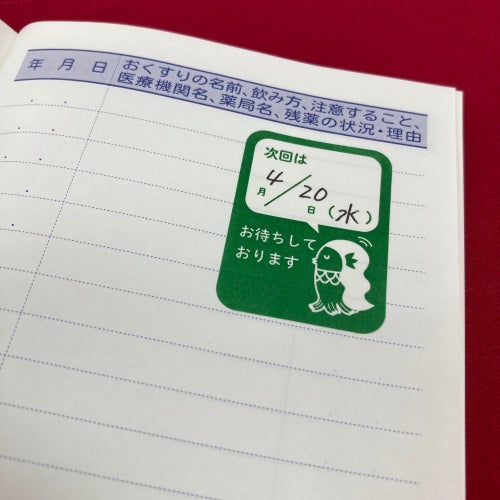 年 月 日
おくすりの名前、飲み方、注意すること、
医療機関名、薬局名、残薬の状況・理由
次回は
4月/20日(水)
お待ちして
おります